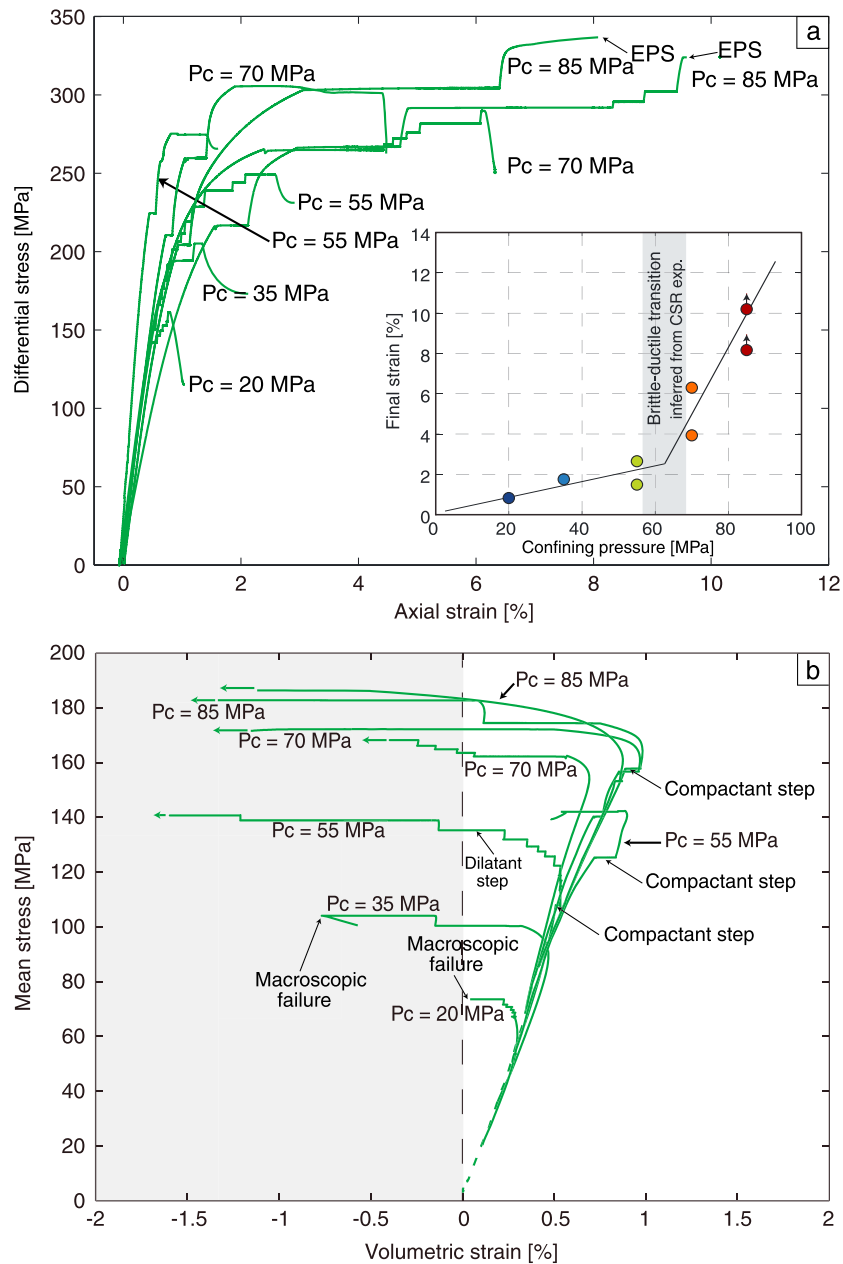 a
350
300
250
200
150
100
50
0
Differential stress [MPa]
Pc = 70 MPa
EPS
EPS
Pc = 85 MPa
Pc = 85 MPa
Pc = 70 MPa
Pc = 55 MPa
Pc = 55 MPa
Pc = 35 MPa
Pc = 20 MPa
0
2
4
6
8
10
12
Axial strain [%]
14
12
10
8
6
4
2
0
Final strain [%]
Brittle-ductile transition
inferred from CSR exp.
20
40
60
80
100
Confining pressure [MPa]
b
200
180
160
140
120
100
80
60
40
20
0
Mean stress [MPa]
Pc = 85 MPa
Pc = 85 MPa
Pc = 70 MPa
Pc = 70 MPa
Compactant step
Pc = 55 MPa
Pc = 55 MPa
Dilatant
step
Compactant step
Pc = 35 MPa
Compactant step
Macroscopic
failure
Macroscopic
failure
Pc = 20 MPa
-2
-1.5
-1
-0.5
0
0.5
1
1.5
2
Volumetric strain [%]